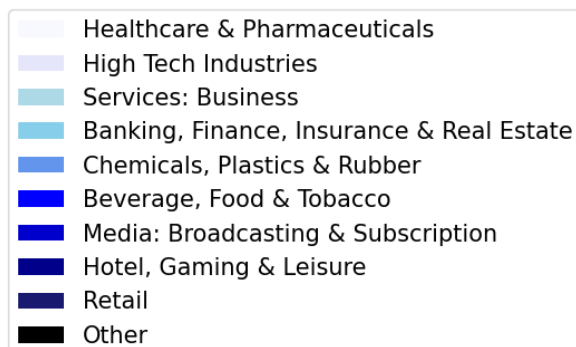 Healthcare & Pharmaceuticals
High Tech Industries
Services: Business
Banking, Finance, Insurance & Real Estate
Chemicals, Plastics & Rubber
Beverage, Food & Tobacco
Media: Broadcasting & Subscription
Hotel, Gaming & Leisure
Retail
Other